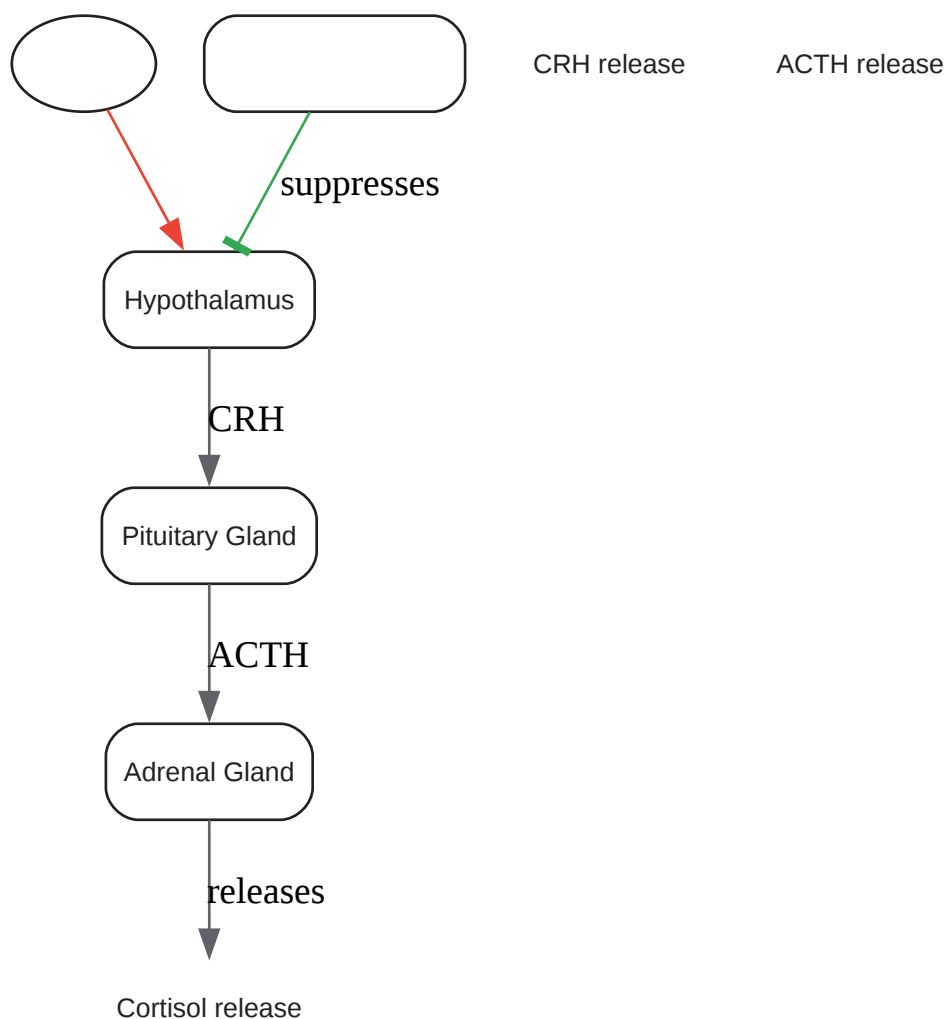 CRH release
ACTH release
suppresses
Hypothalamus
CRH
Pituitary Gland
ACTH
Adrenal Gland
releases
Cortisol release